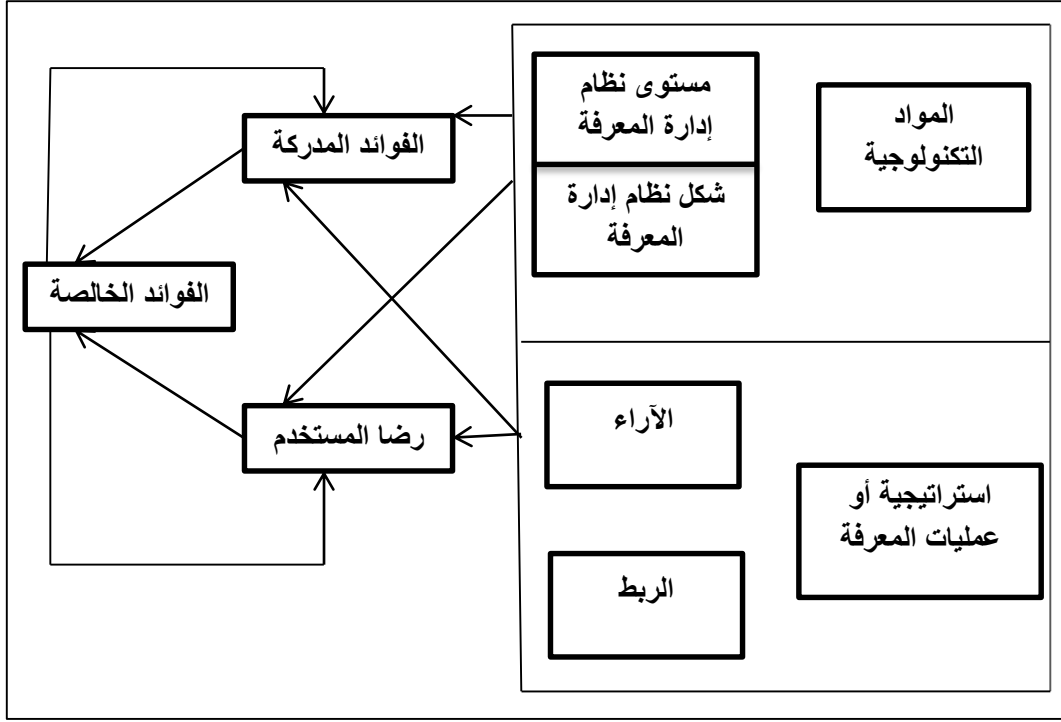 المواد
التكنولوجية
مستوى نظام
إدارة المعرفة
شكل نظام إدارة
المعرفة
الفوائد المدركة
الفوائد الخالصة
رضا المستخدم
الآراء
استراتيجية أو
عمليات المعرفة
الربط